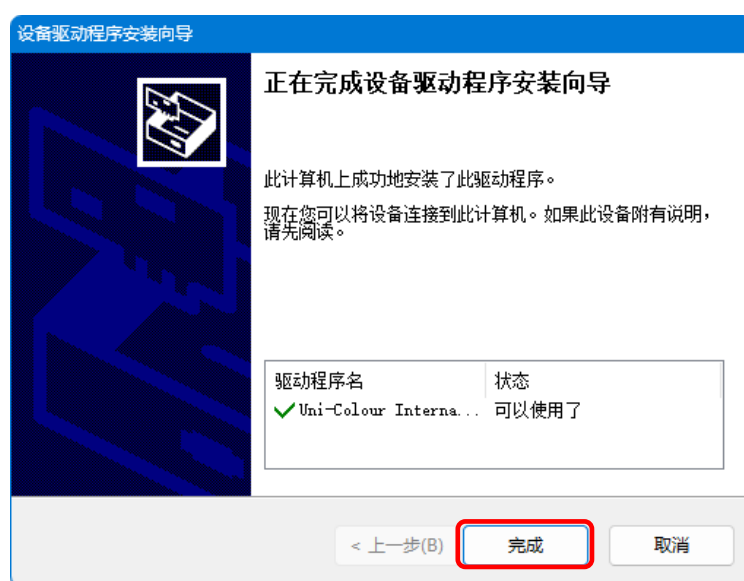 设备驱动程序安装向导
正在完成设备驱动程序安装向导
此计算机上成功地安装了此驱动程序。
现在您可以将设备连接到此计算机。如果此设备附有说明，
请先阅读。
驱动程序名 状态
Uni-Colour Interna... 可以使用了
< 上一步(B) 完成 取消